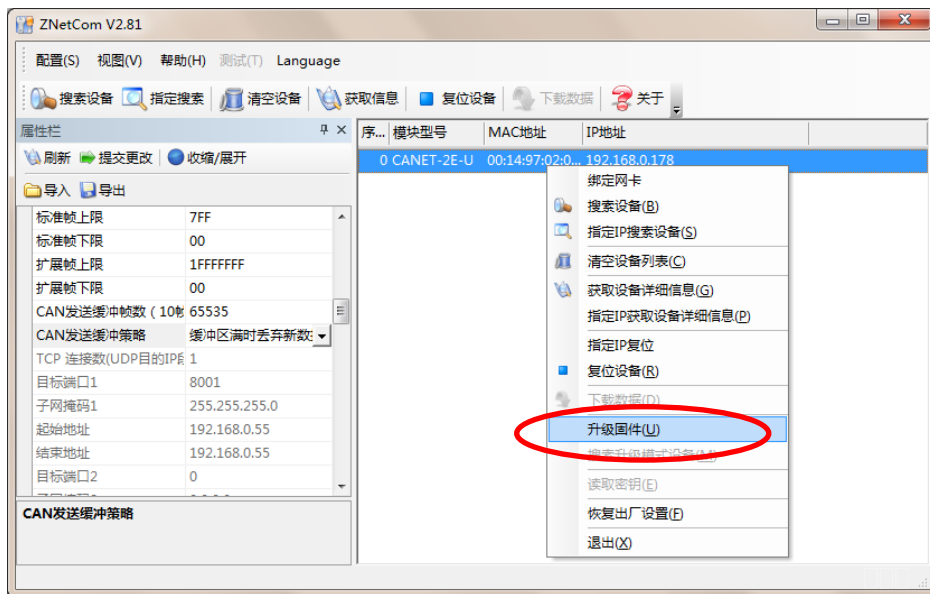 ZNetCom V2.81
配置(S) 视图(V) 帮助(H) 测试(T) Language
搜索设备 指定搜索 清空设备 获取信息 复位设备 下载数据 关于
属性栏
刷新 提交更改 收缩/展开
导入 导出
标准帧上限 7FF
标准帧下限 00
扩展帧上限 1FFFFFFF
扩展帧下限 00
CAN发送缓冲帧数(10帧 65535
CAN发送缓冲策略 缓冲区满时丢弃新数
TCP 连接数(UDP目的IP 1
目标端口1 8001
子网掩码1 255.255.255.0
起始地址 192.168.0.55
结束地址 192.168.0.55
目标端口2 0
CAN发送缓冲策略
序... 模块型号 MAC地址 IP地址
0 CANET-2E-U 00:14:97:02:0... 192.168.0.178
绑定网卡
搜索设备(B)
指定IP搜索设备(S)
清空设备列表(C)
获取设备详细信息(G)
指定IP获取设备详细信息(P)
指定IP复位
复位设备(R)
下载数据(D)
升级固件(U)
搜索升级模式设备(M)
读取密钥(E)
恢复出厂设置(F)
退出(X)